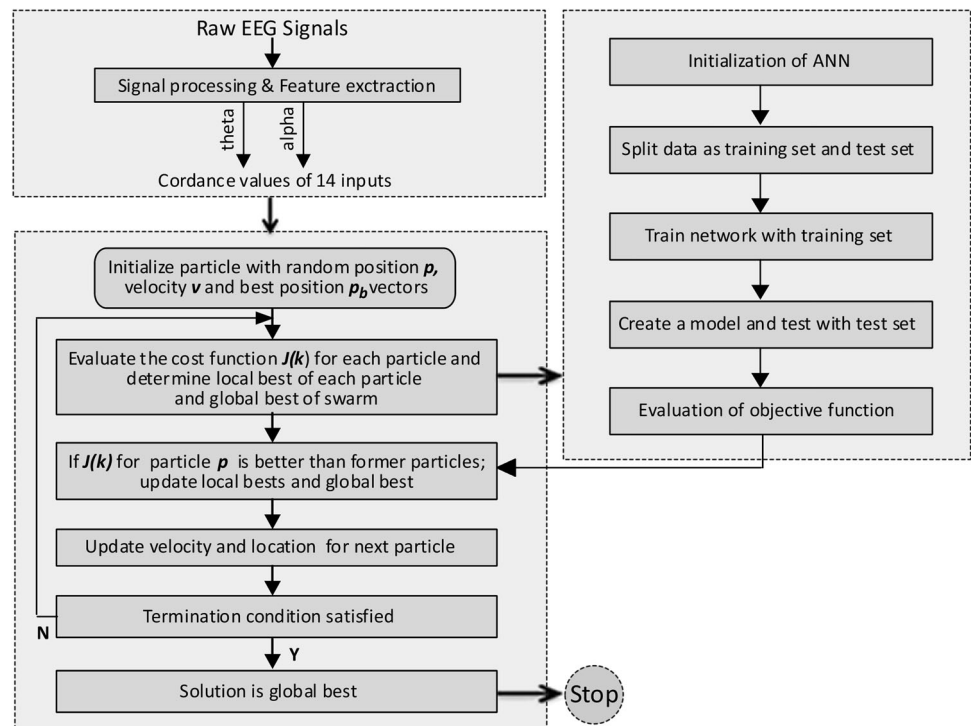 Raw EEG Signals
Signal processing & Feature exctraction
theta
alpha
Cordance values of 14 inputs
Initialize particle with random position p,
velocity v and best position pb vectors
Evaluate the cost function J(k) for each particle and
determine local best of each particle
and global best of swarm
If J(k) for particle p is better than former particles;
update local bests and global best
Update velocity and location for next particle
Termination condition satisfied
N
Y
Solution is global best
Stop
Initialization of ANN
Split data as training set and test set
Train network with training set
Create a model and test with test set
Evaluation of objective function